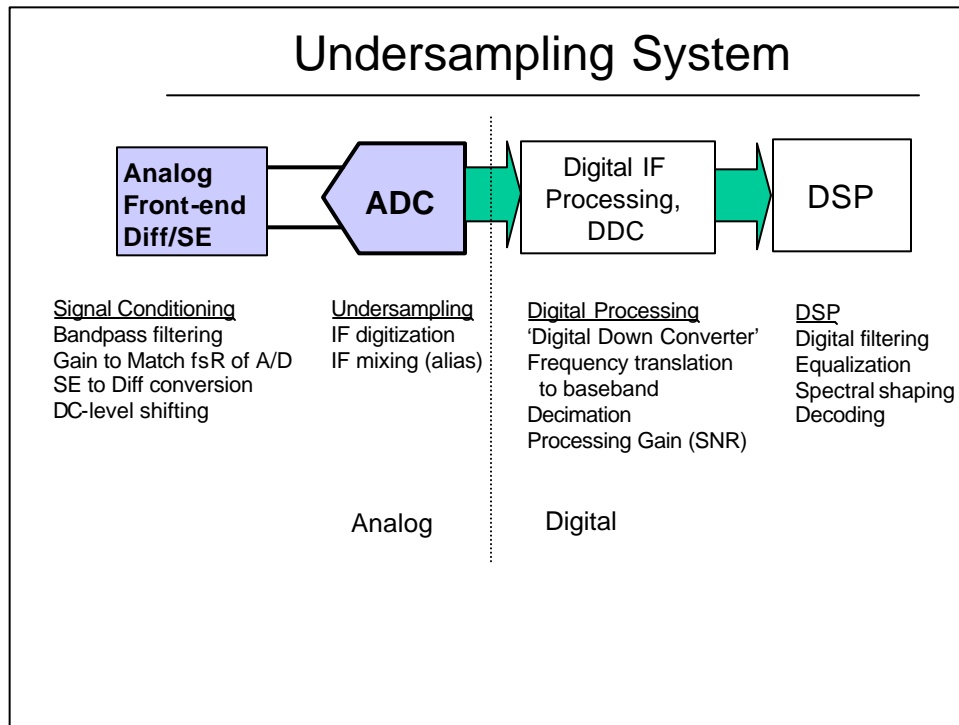 Undersampling System
Analog
Front-end
Diff/SE
ADC
Digital IF
Processing,
DDC
DSP
Signal Conditioning
Bandpass filtering
Gain to Match fsR of A/D
SE to Diff conversion
DC-level shifting
Undersampling
IF digitization
IF mixing (alias)
Digital Processing
‘Digital Down Converter’
Frequency translation
to baseband
Decimation
Processing Gain (SNR)
DSP
Digital filtering
Equalization
Spectral shaping
Decoding
Analog
Digital